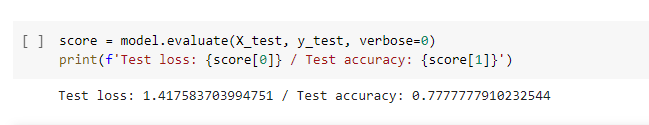 [ ] score = model.evaluate(X_test, y_test, verbose=0)
print(f'Test loss: {score[0]} / Test accuracy: {score[1]}')
Test loss: 1.417583703994751 / Test accuracy: 0.7777777910232544